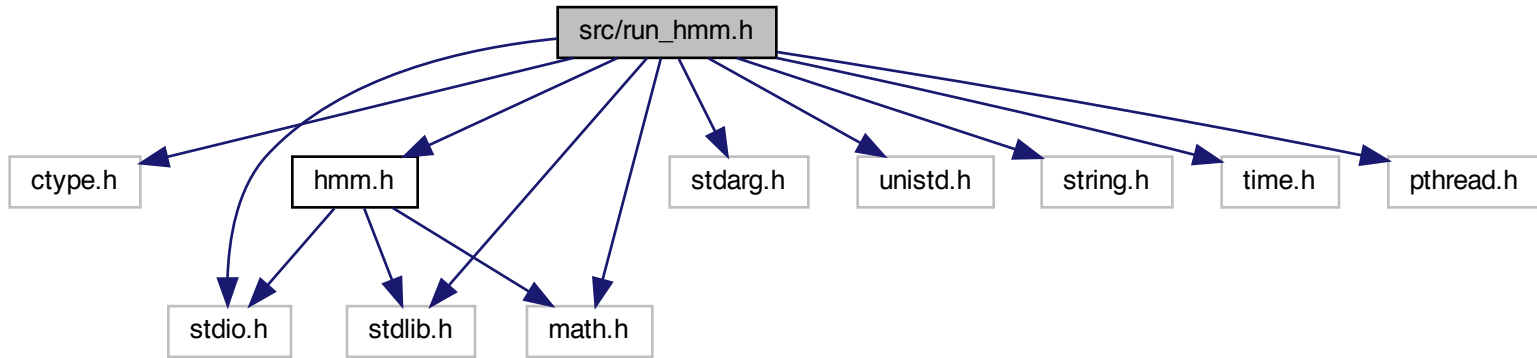 src/run_hmm.h
ctype.h
hmm.h
stdarg.h
unistd.h
string.h
time.h
pthread.h
stdio.h
stdlib.h
math.h